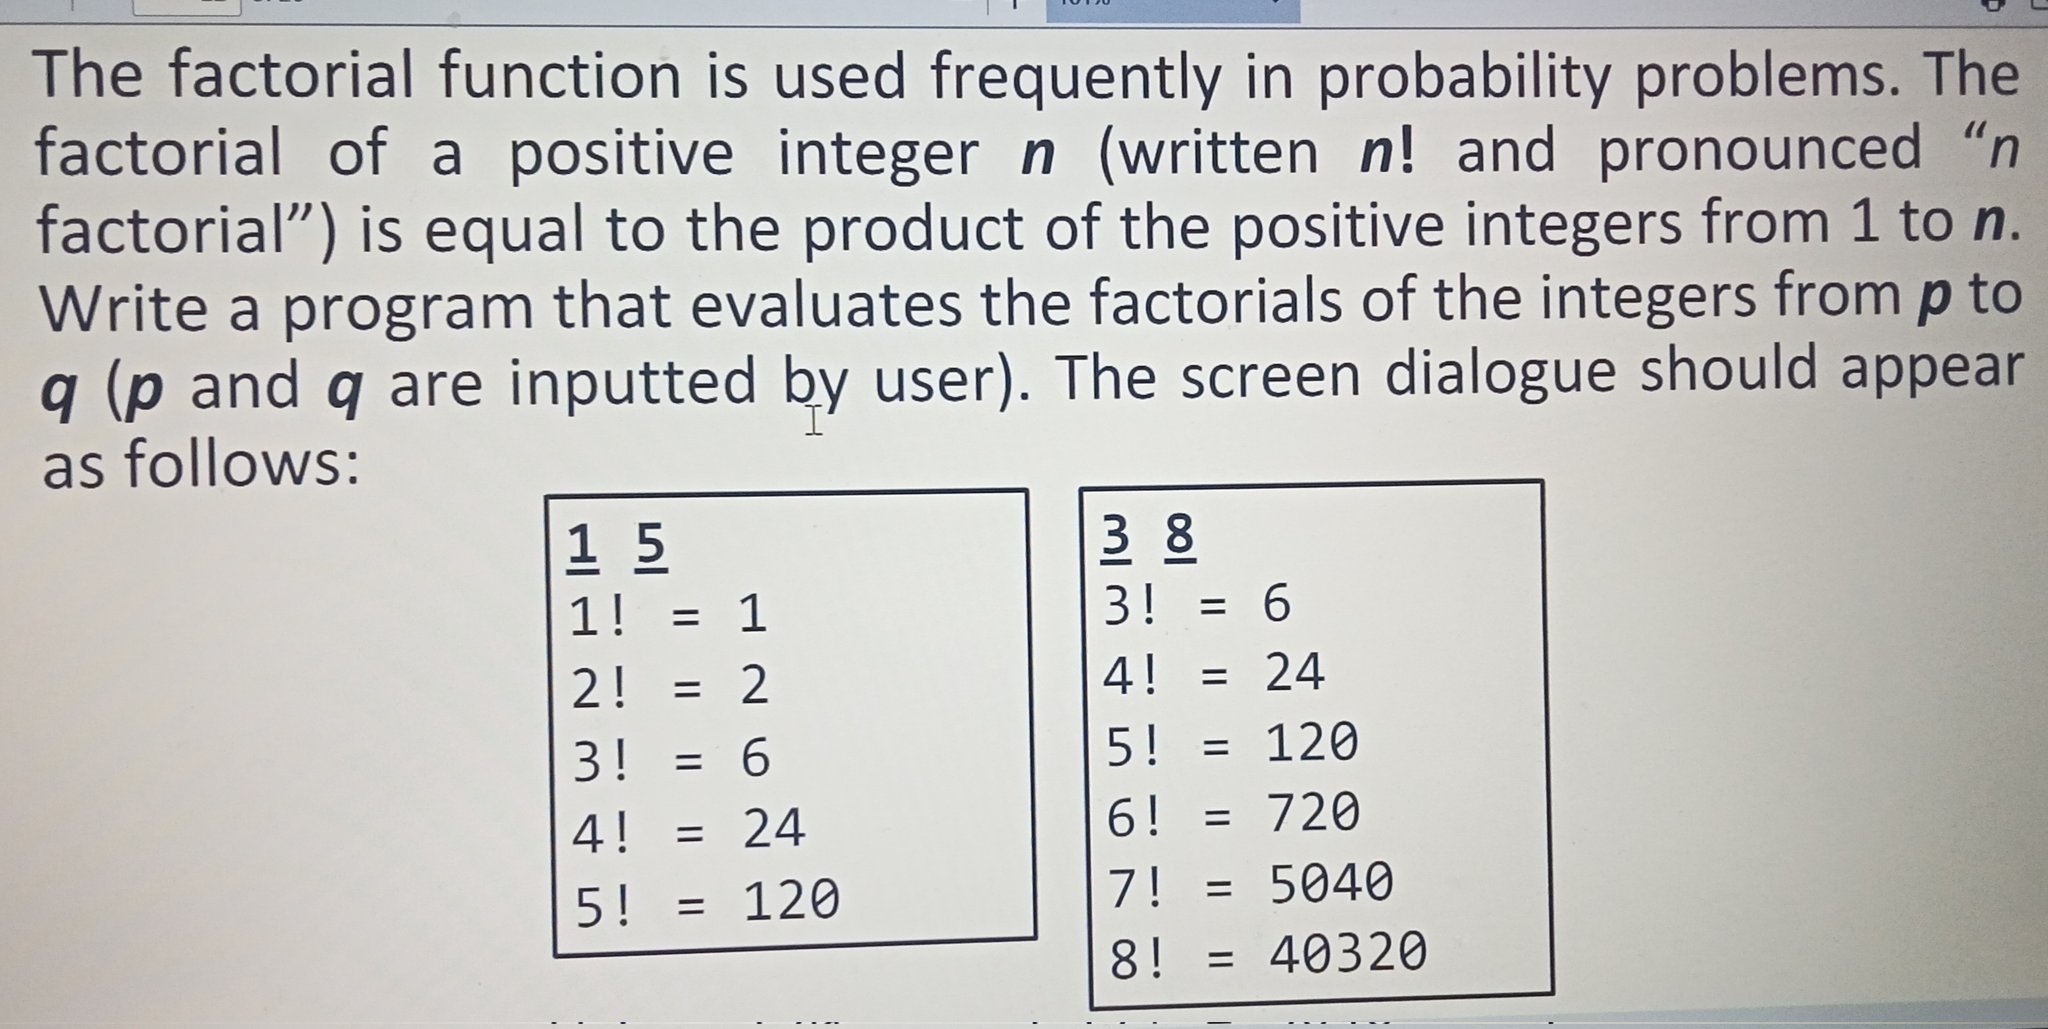 The factorial function is used frequently in probability problems. The
factorial of a positive integer n (written n! and pronounced “n
factorial”) is equal to the product of the positive integers from 1 to n.
Write a program that evaluates the factorials of the integers from p to
q (p and q are inputted by user). The screen dialogue should appear
as follows:
1 5
1! = 1
2! = 2
3! = 6
4! = 24
5! = 120
3 8
3! = 6
4! = 24
5! = 120
6! = 720
7! = 5040
8! = 40320